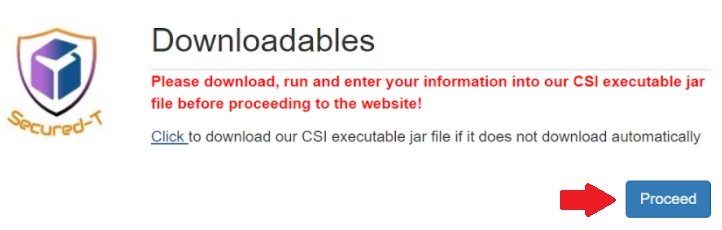 Downloadables
Please download, run and enter your information into our CSI executable jar
file before proceeding to the website!
Secured-T
Click to download our CSI executable jar file if it does not download automatically
Proceed